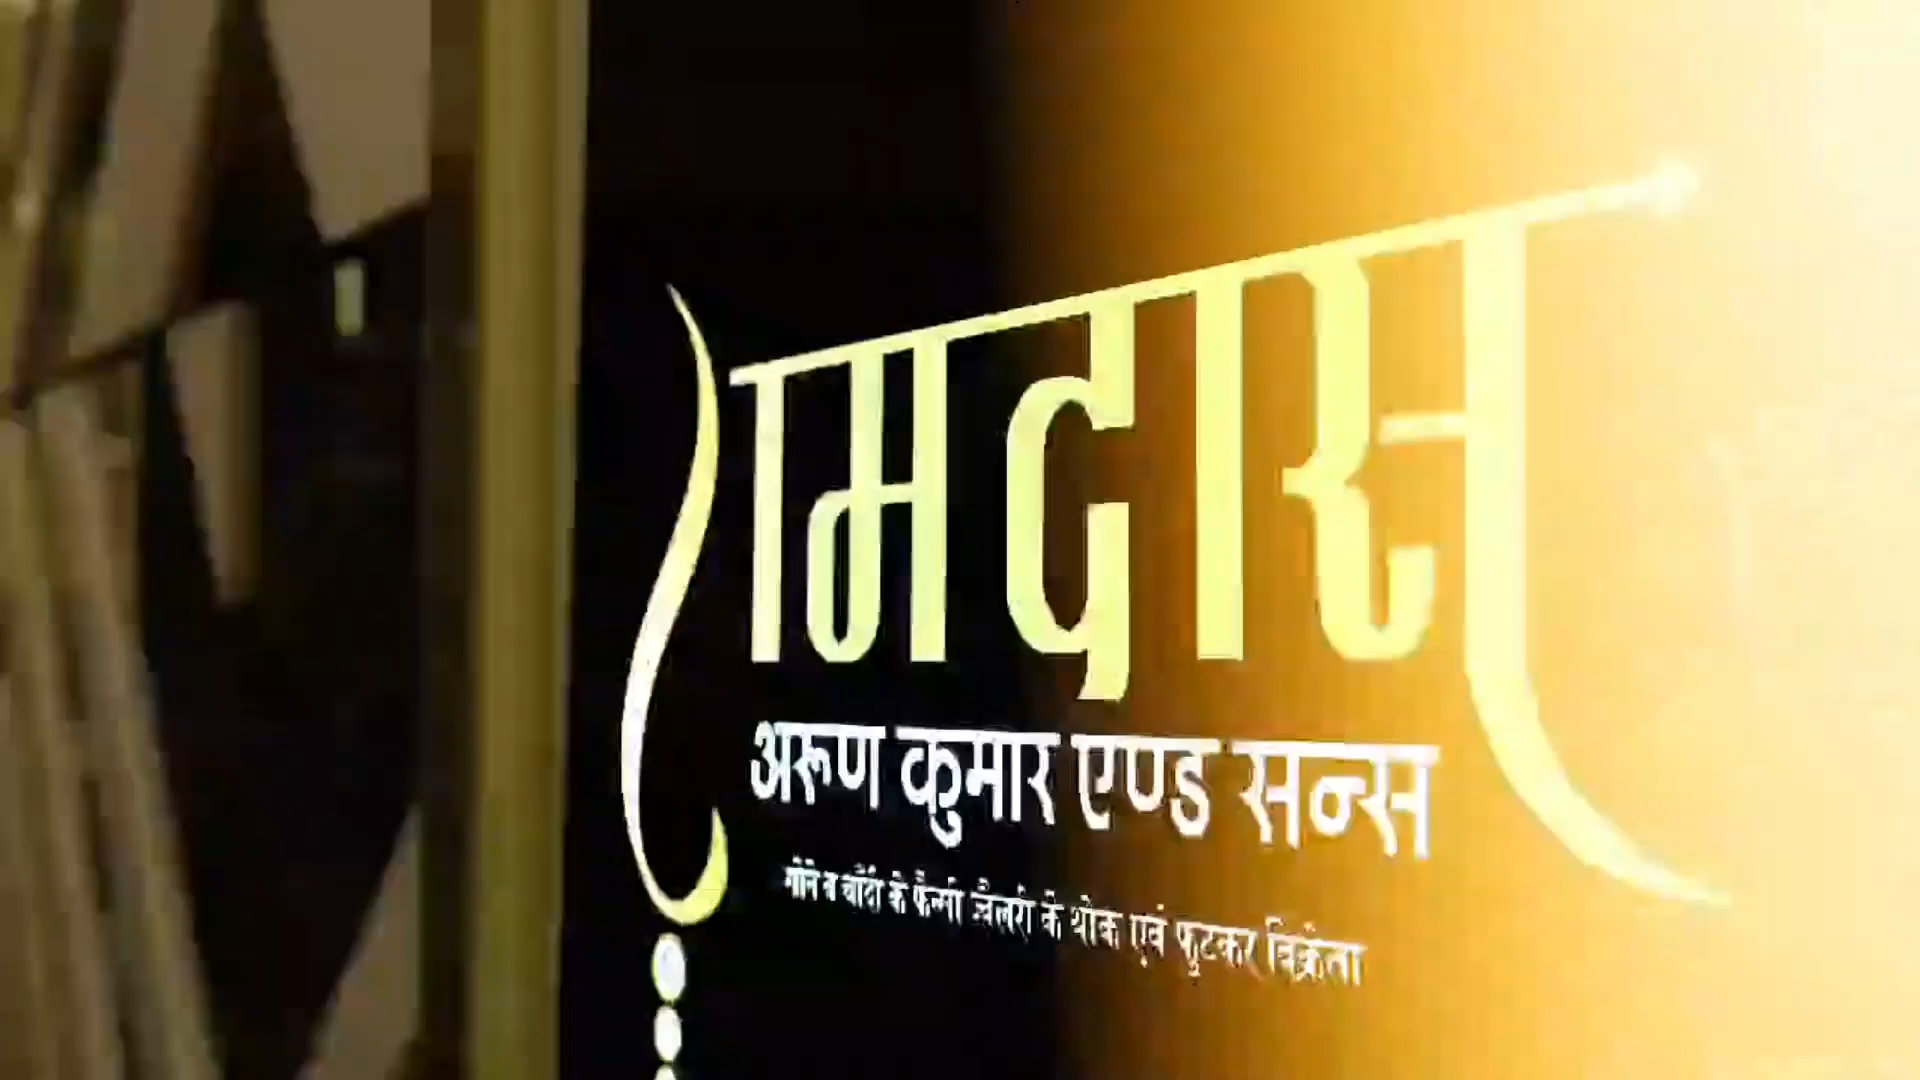 रामदास
अरूण कुमार एण्ड सन्स
सोने व चाँदी के फैन्सी ज्वैलरी के थोक एवं फुटकर विक्रेता